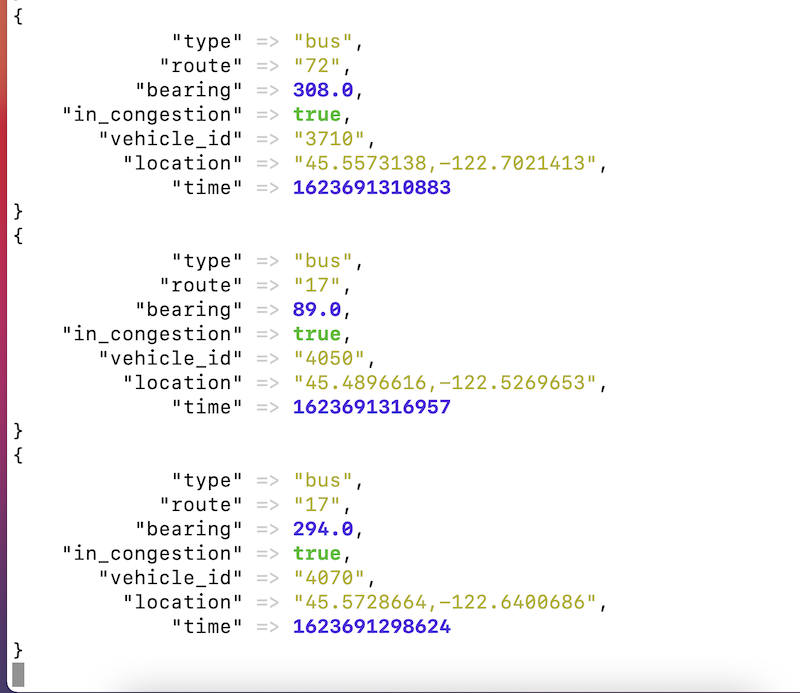 {
"type" => "bus",
"route" => "72",
"bearing" => 308.0,
"in_congestion" => true,
"vehicle_id" => "3710",
"location" => "45.5573138,-122.7021413",
"time" => 1623691310883
}
{
"type" => "bus",
"route" => "17",
"bearing" => 89.0,
"in_congestion" => true,
"vehicle_id" => "4050",
"location" => "45.4896616,-122.5269653",
"time" => 1623691316957
}
{
"type" => "bus",
"route" => "17",
"bearing" => 294.0,
"in_congestion" => true,
"vehicle_id" => "4070",
"location" => "45.5728664,-122.6400686",
"time" => 1623691298624
}